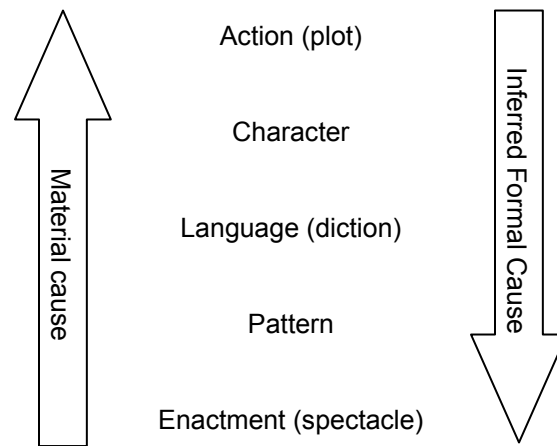 Action (plot)
Character
Language (diction)
Pattern
Enactment (spectacle)
Material cause
Inferred Formal Cause